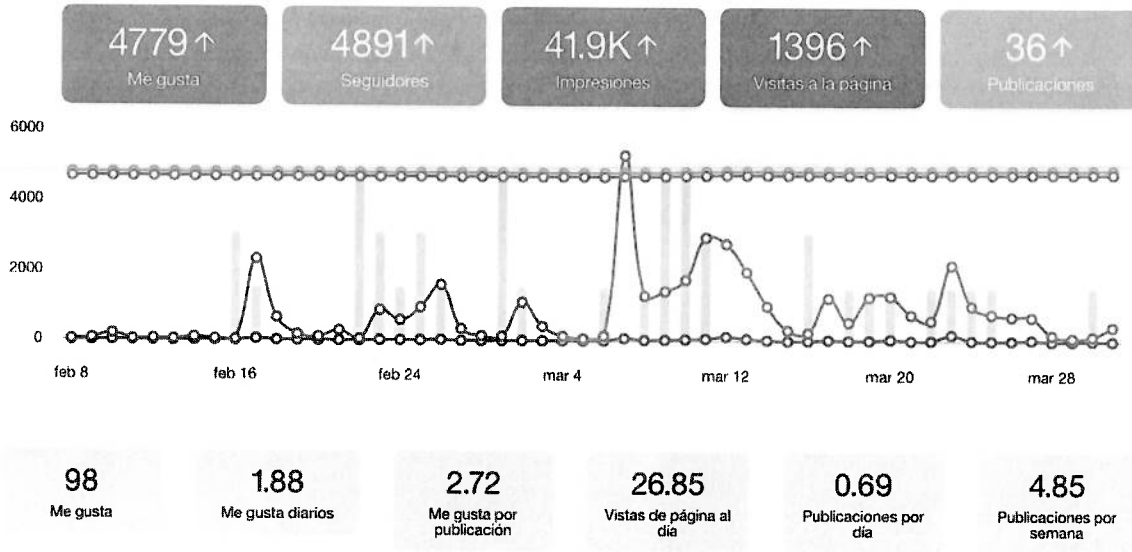 4779 ↑
Me gusta
4891 ↑
Seguidores
41.9K ↑
Impresiones
1396 ↑
Visitas a la página
36 ↑
Publicaciones
6000
4000
2000
0
feb 8
feb 16
feb 24
mar 4
mar 12
mar 20
mar 28
98
Me gusta
1.88
Me gusta diarios
2.72
Me gusta por
publicación
26.85
Vistas de página al
día
0.69
Publicaciones por
día
4.85
Publicaciones por
semana